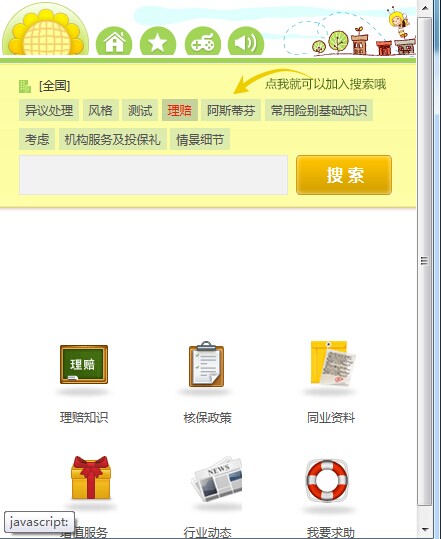 [全国]
点我就可以加入搜索哦
异议处理 风格 测试 理赔 阿斯蒂芬 常用险别基础知识
考虑 机构服务及投保礼 情景细节
搜 索
理赔
NEWS
理赔知识 核保政策 同业资料
增值服务 行业动态 我要求助
javascript: